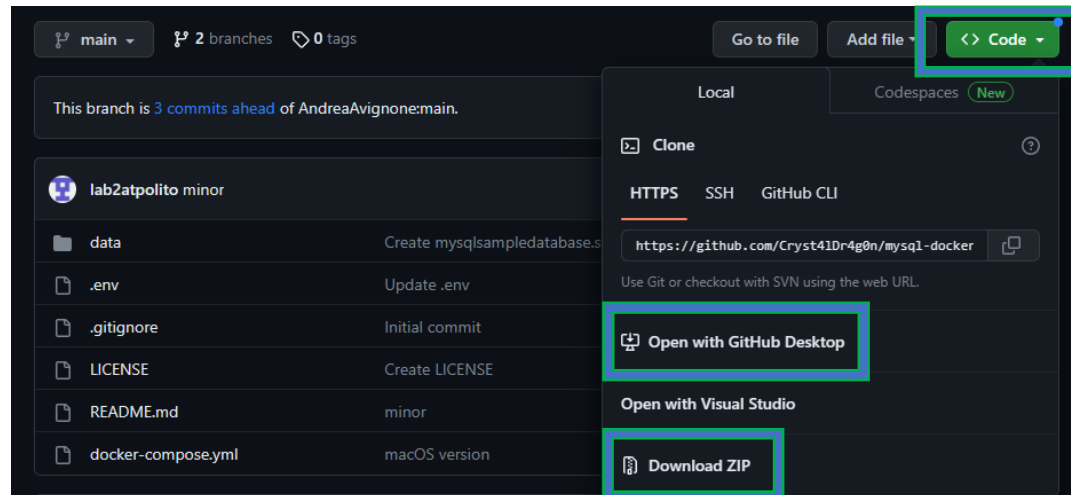 main 2 branches 0 tags Go to file Add file <> Code
This branch is 3 commits ahead of AndreaAvignone:main.
lab2atpolito minor
data Create mysqlsampledatabase.s
.env Update .env
.gitignore Initial commit
LICENSE Create LICENSE
README.md minor
docker-compose.yml macOS version
Local Codespaces New
Clone
HTTPS SSH GitHub CLI
https://github.com/Cryst4lDr4g0n/mysql-docker
Use Git or checkout with SVN using the web URL.
Open with GitHub Desktop
Open with Visual Studio
Download ZIP